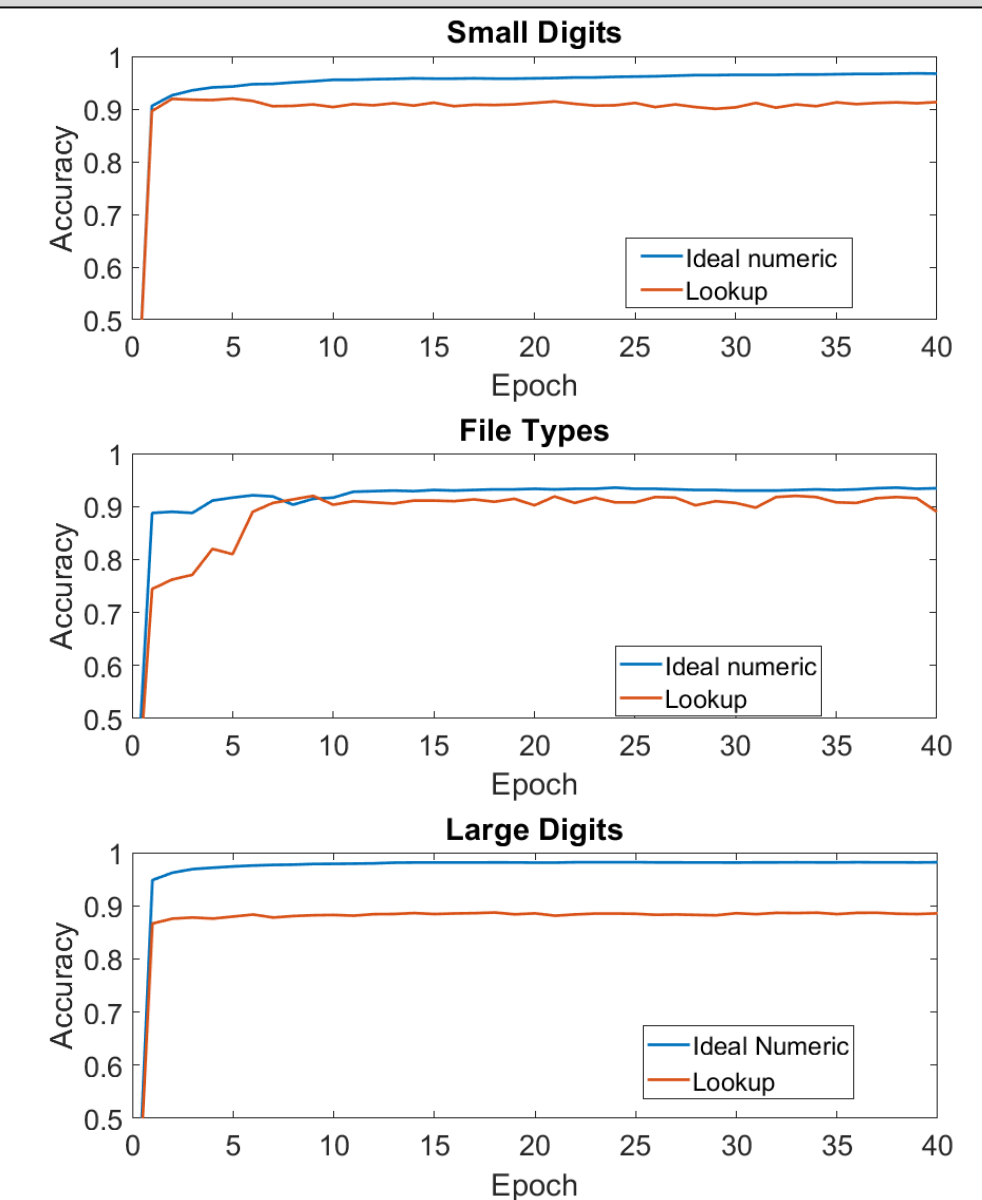 Small Digits
1
0.9
0.8
0.7
0.6
0.5
Accuracy
Ideal numeric
Lookup
0 5 10 15 20 25 30 35 40
Epoch
File Types
1
0.9
0.8
0.7
0.6
0.5
Accuracy
Ideal numeric
Lookup
0 5 10 15 20 25 30 35 40
Epoch
Large Digits
1
0.9
0.8
0.7
0.6
0.5
Accuracy
Ideal Numeric
Lookup
0 5 10 15 20 25 30 35 40
Epoch